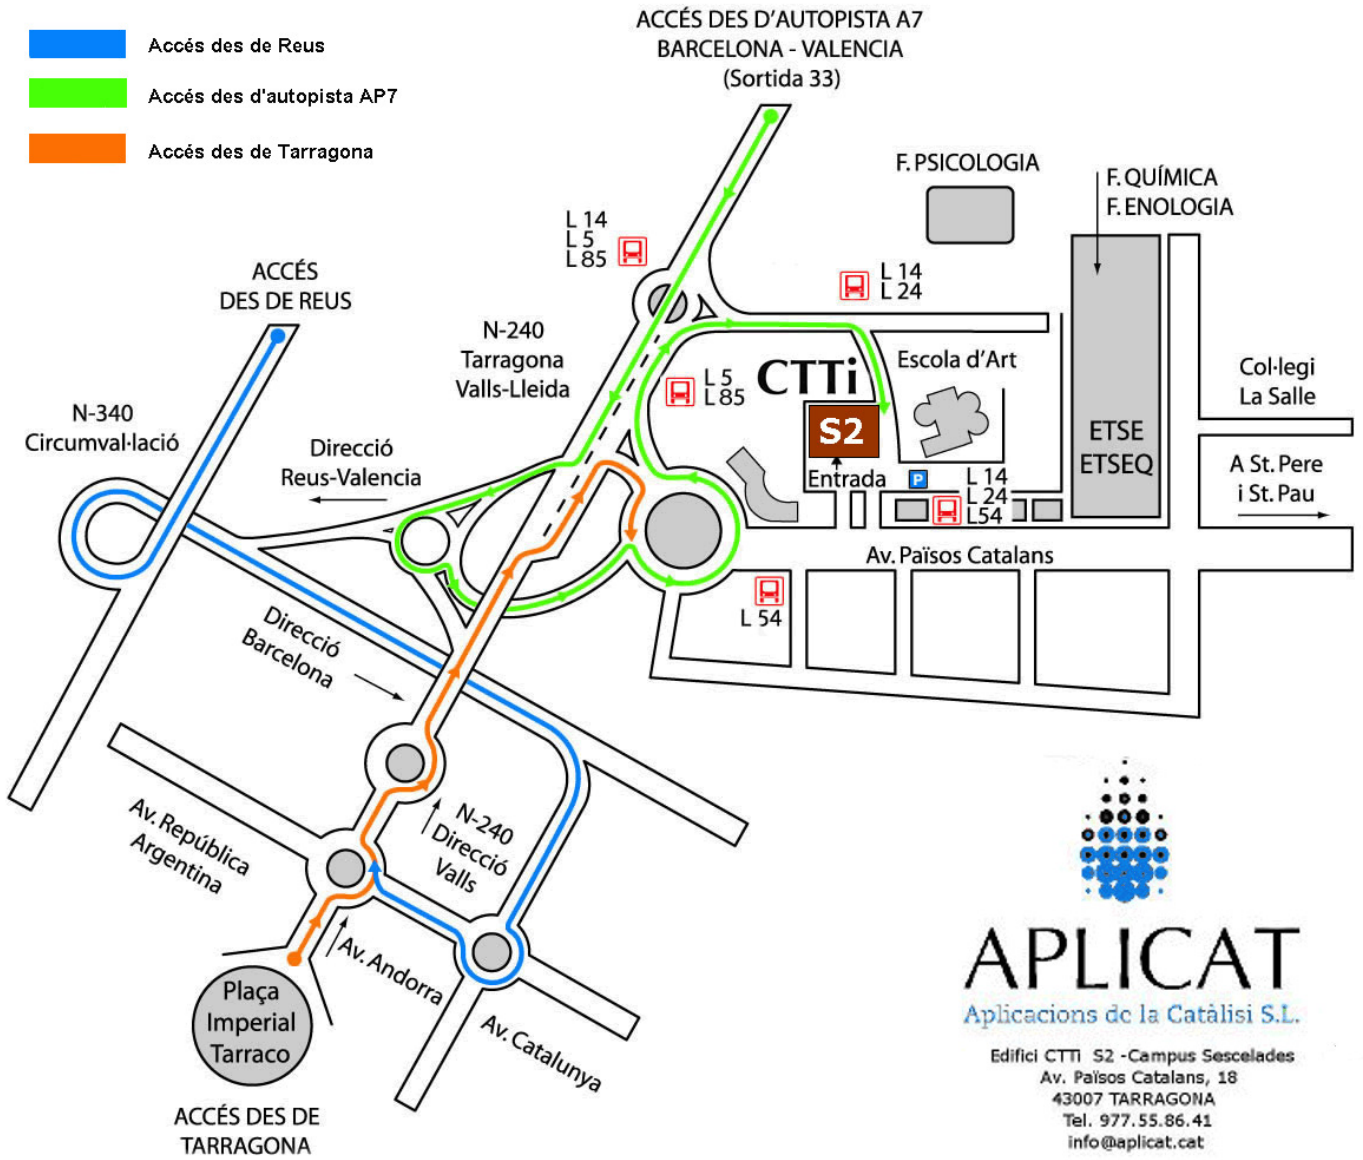 ACCÉS DES D'AUTOPISTA A7
BARCELONA - VALENCIA
(Sortida 33)
Accés des de Reus
Accés des d'autopista AP7
Accés des de Tarragona
F. PSICOLOGIA
F. QUÍMICA
F. ENOLOGIA
L 14
L 5
L 85
L 14
L 24
ACCÉS
DES DE REUS
N-240
Tarragona
Valls-Lleida
CTTi
Escola d'Art
L 5
L 85
Col·legi
La Salle
N-340
Circumval·lació
Direcció
Reus-Valencia
S2
ETSE
ETSEQ
Entrada
P
L 14
L 24
L54
A St. Pere
i St. Pau
Av. Països Catalans
L 54
Direcció
Barcelona
Av. República
Argentina
N-240
Direcció
Valls
Av. Andorra
Av. Catalunya
Plaça
Imperial
Tarraco
ACCÉS DES DE
TARRAGONA
APLICAT
Aplicacions de la Catàlisi S.L.
Edifici CTTi S2 -Campus Sescelades
Av. Països Catalans, 18
43007 TARRAGONA
Tel. 977.55.86.41
info@aplicat.cat